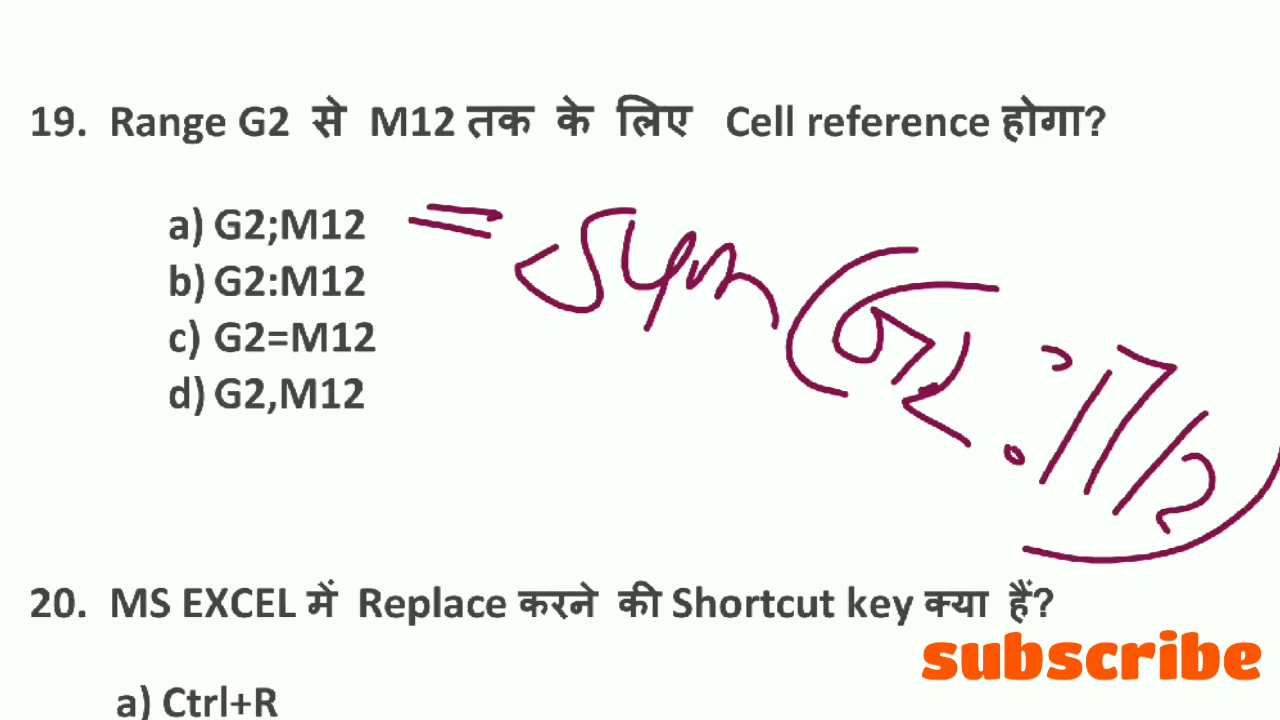 19. Range G2 से M12 तक के लिए Cell reference होगा?
a) G2;M12
b) G2:M12
c) G2=M12
d) G2,M12
=Sum(G2:M12)
20. MS EXCEL में Replace करने की Shortcut key क्या हैं?
subscribe
a) Ctrl+R